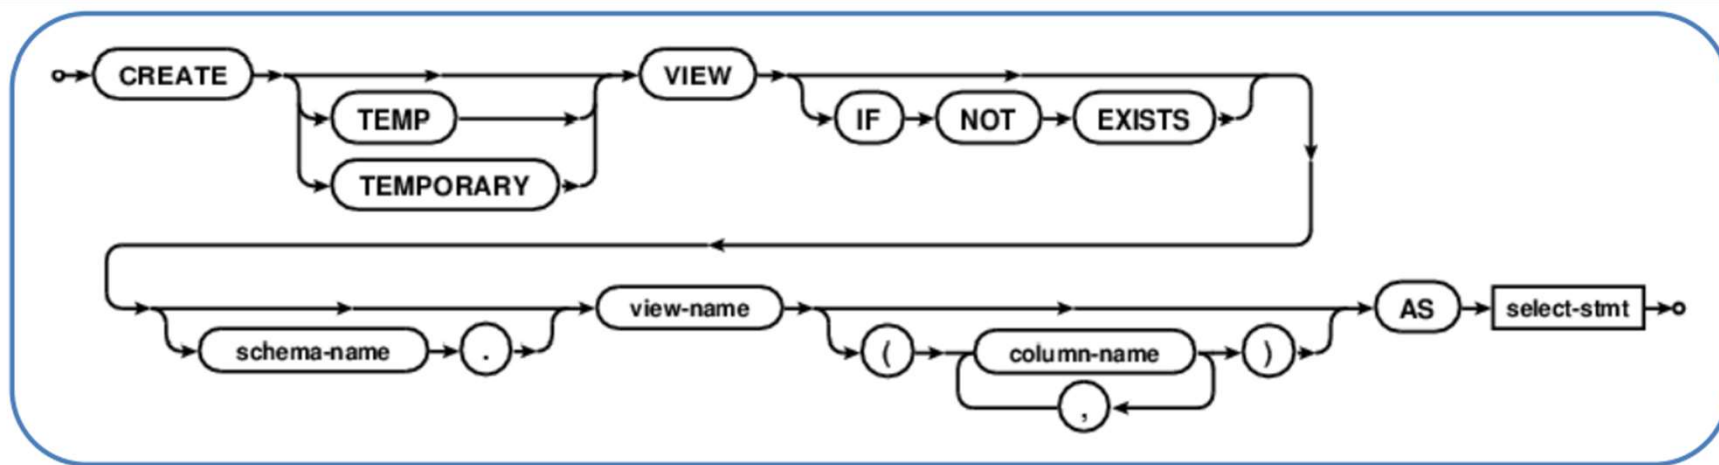 CREATE VIEW
TEMP IF NOT EXISTS
TEMPORARY
view-name AS select-stmt
schema-name . ( column-name )
,